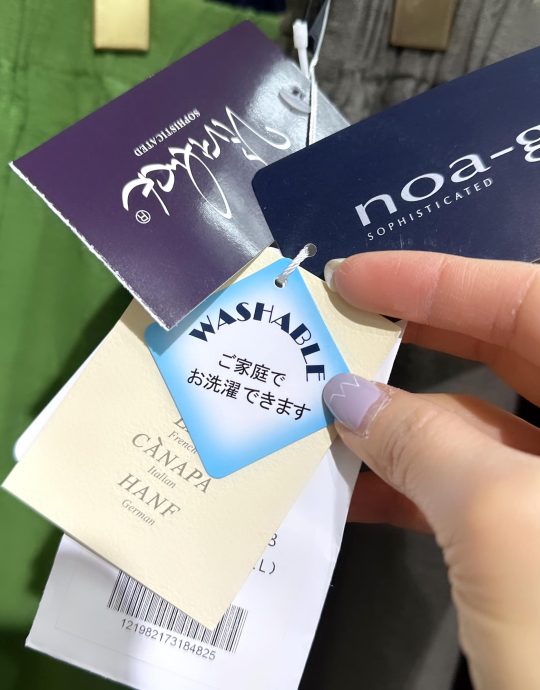 SOPHISTICATED
®
noa-g
SOPHISTICATED
WASHABLE
ご家庭で
お洗濯できます
French
CÀNAPA
Italian
HANF
German
L)
121982173184825